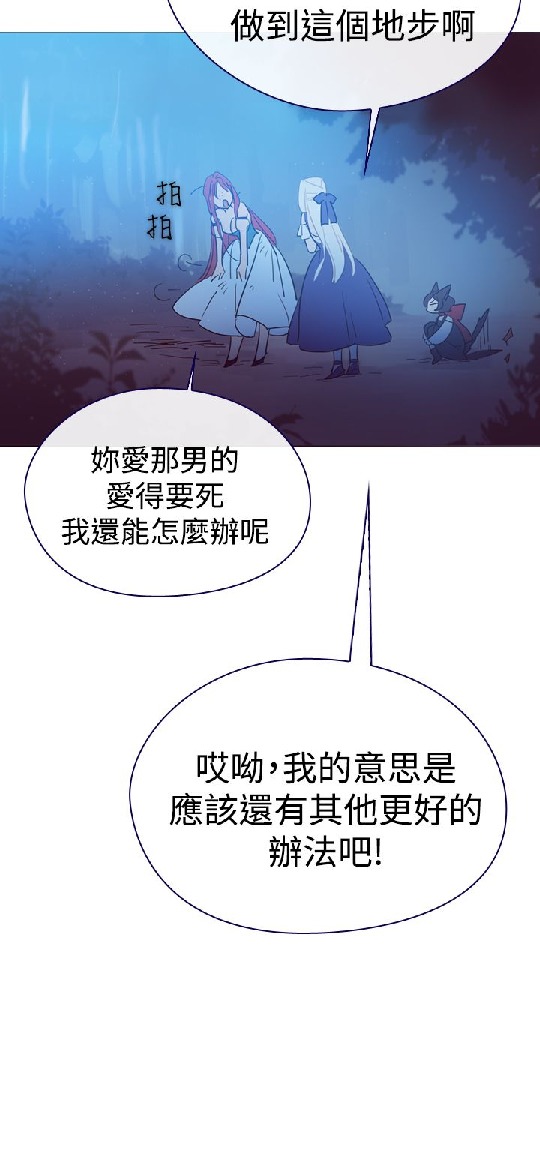 做到這個地步啊
拍
拍
妳愛那男的
愛得要死
我還能怎麼辦呢
哎呦，我的意思是
應該還有其他更好的
辦法吧!